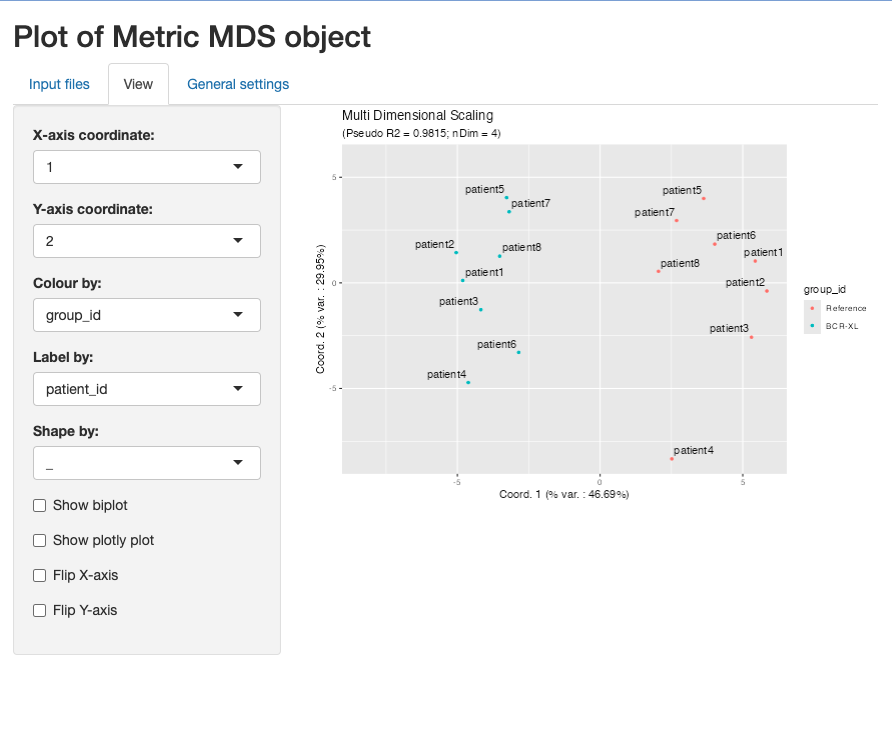 Plot of Metric MDS object
Input files
View
General settings
X-axis coordinate:
1
Y-axis coordinate:
2
Colour by:
group_id
Label by:
patient_id
Shape by:
_
Show biplot
Show plotly plot
Flip X-axis
Flip Y-axis
Multi Dimensional Scaling
(Pseudo R2 = 0.9815; nDim = 4)
5
0
-5
Coord. 2 (% var. : 29.95%)
patient5
patient7
patient2
patient8
patient1
patient3
patient6
patient4
patient5
patient7
patient6
patient1
patient8
patient2
patient3
patient4
-5
0
5
Coord. 1 (% var. : 46.69%)
group_id
Reference
BCR-XL